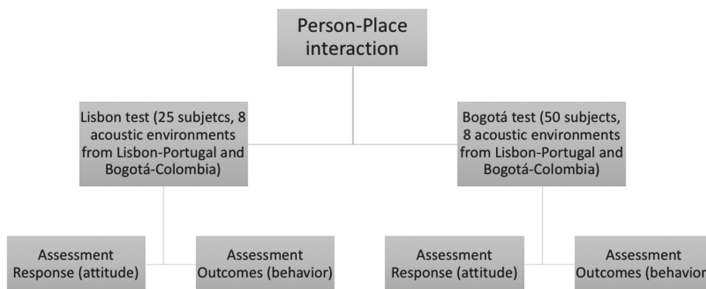 Person-Place
interaction
Lisbon test (25 subjetcs, 8
acoustic environments
from Lisbon-Portugal and
Bogotá-Colombia)
Bogotá test (50 subjects,
8 acoustic environments
from Lisbon-Portugal and
Bogotá-Colombia)
Assessment
Response (attitude)
Assessment
Outcomes (behavior)
Assessment
Response (attitude)
Assessment
Outcomes (behavior